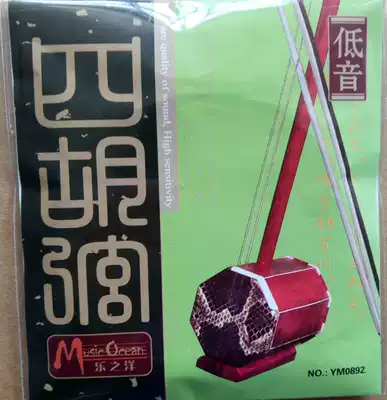 四胡弦
quality of sound, High sensitivity
低音
Music Ocean
乐之洋
NO.: YM0892